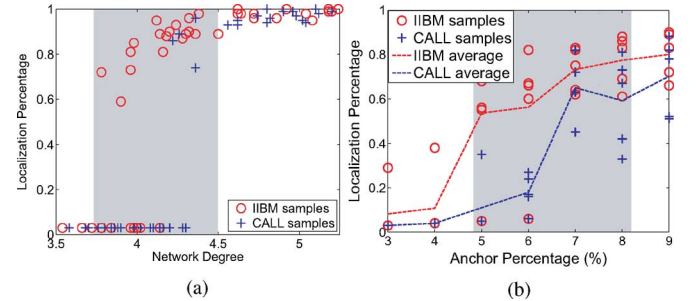 1
0.8
0.6
0.4
0.2
0
Localization Percentage
3.5 4 4.5 5
Network Degree
IIBM samples
CALL samples
(a)
1
0.8
0.6
0.4
0.2
0
Localization Percentage
IIBM samples
CALL samples
IIBM average
CALL average
3 4 5 6 7 8 9
Anchor Percentage (%)
(b)